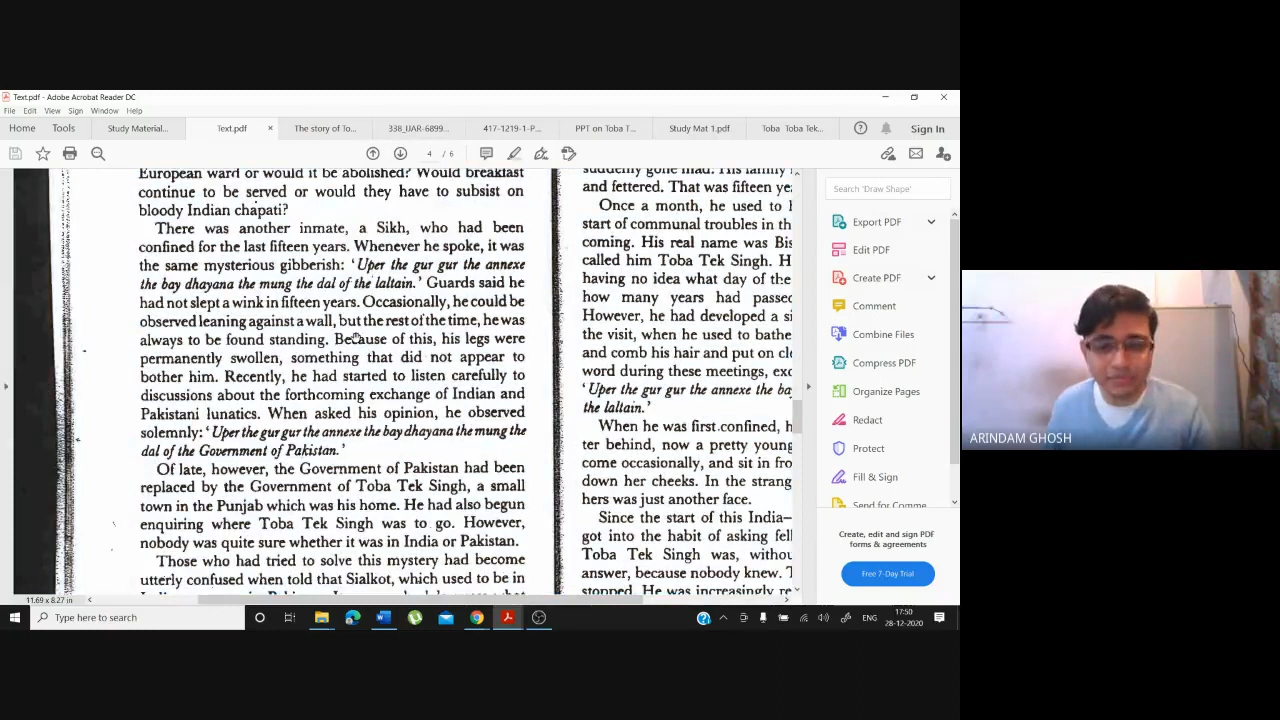 Text.pdf - Adobe Acrobat Reader DC
File Edit View Sign Window Help
Home Tools Study Material... Text.pdf × The story of To... 338_UAR-6899... 417-1219-1-P... PPT on Toba T... Study Mat 1.pdf Toba Toba Tek... Sign In
4 / 6
European ward or would it be abolished? Would breakfast
continue to be served or would they have to subsist on
bloody Indian chapati?
There was another inmate, a Sikh, who had been
confined for the last fifteen years. Whenever he spoke, it was
the same mysterious gibberish: 'Uper the gur gur the annexe
the bay dhayana the mung the dal of the laltain.' Guards said he
had not slept a wink in fifteen years. Occasionally, he could be
observed leaning against a wall, but the rest of the time, he was
always to be found standing. Because of this, his legs were
permanently swollen, something that did not appear to
bother him. Recently, he had started to listen carefully to
discussions about the forthcoming exchange of Indian and
Pakistani lunatics. When asked his opinion, he observed
solemnly: 'Uper the gur gur the annexe the bay dhayana the mung the
dal of the Government of Pakistan.'
Of late, however, the Government of Pakistan had been
replaced by the Government of Toba Tek Singh, a small
town in the Punjab which was his home. He had also begun
enquiring where Toba Tek Singh was to go. However,
nobody was quite sure whether it was in India or Pakistan.
Those who had tried to solve this mystery had become
utterly confused when told that Sialkot, which used to be in
suddenly gone mad. His family
and fettered. That was fifteen ye
Once a month, he used to
start of communal troubles in th
coming. His real name was Bis
called him Toba Tek Singh. H
having no idea what day of the
how many years had passed
However, he had developed a si
the visit, when he used to bathe
and comb his hair and put on cl
word during these meetings, exc
'Uper the gur gur the annexe the bay
the laltain.'
When he was first confined, h
ter behind, now a pretty young
come occasionally, and sit in fro
down her cheeks. In the strang
hers was just another face.
Since the start of this India–
got into the habit of asking fell
Toba Tek Singh was, withou
answer, because nobody knew. T
stopped. He was increasingly re
11.69 x 8.27 in
Search 'Draw Shape'
Export PDF
Edit PDF
Create PDF
Comment
Combine Files
Compress PDF
Organize Pages
Redact
Protect
Fill & Sign
Send for Comme
Create, edit and sign PDF
forms & agreements
Free 7-Day Trial
Type here to search
ENG
17:50
28-12-2020
ARINDAM GHOSH